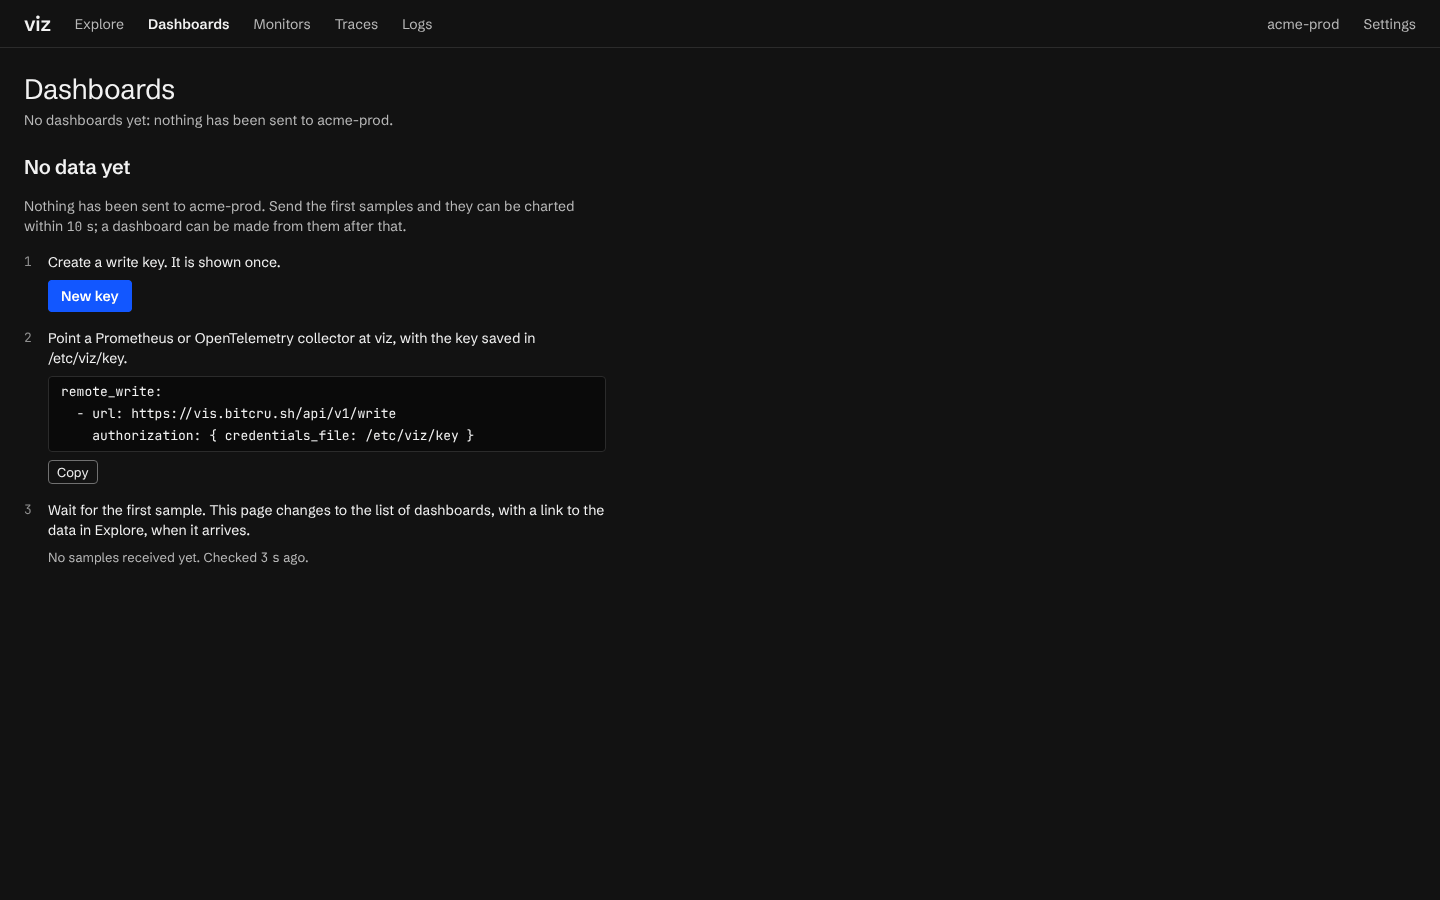 viz Explore Dashboards Monitors Traces Logs acme-prod Settings
Dashboards
No dashboards yet: nothing has been sent to acme-prod.
No data yet
Nothing has been sent to acme-prod. Send the first samples and they can be charted
within 10 s; a dashboard can be made from them after that.
1 Create a write key. It is shown once.
New key
2 Point a Prometheus or OpenTelemetry collector at viz, with the key saved in
/etc/viz/key.
remote_write:
  - url: https://vis.bitcru.sh/api/v1/write
    authorization: { credentials_file: /etc/viz/key }
Copy
3 Wait for the first sample. This page changes to the list of dashboards, with a link to the
data in Explore, when it arrives.
No samples received yet. Checked 3 s ago.